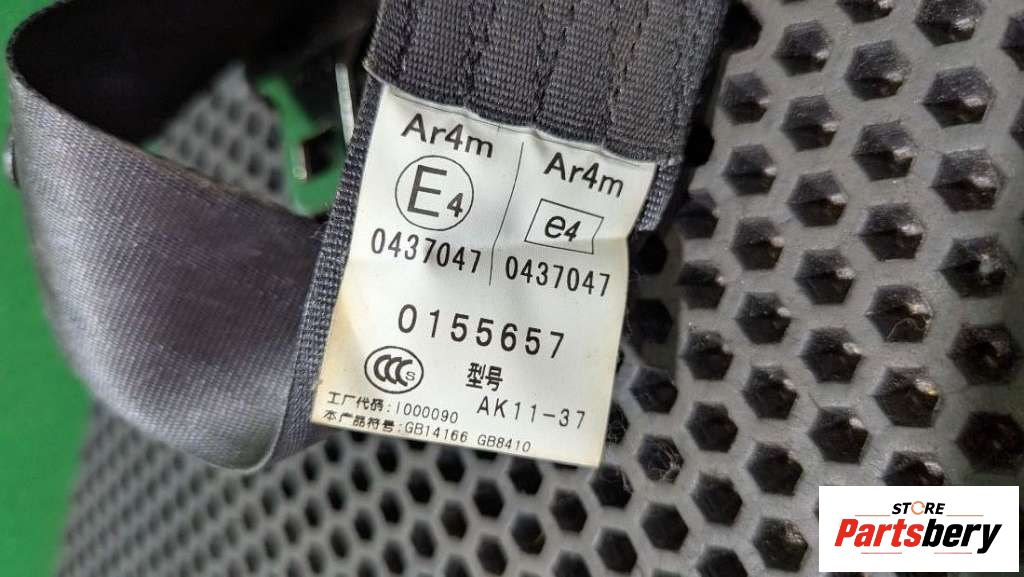 Ar4m
E4
0437047
Ar4m
e4
0437047
0155657
CCC S
型号
AK11-37
工厂代码:I000090
本产品符号:GB14166 GB8410
STORE
Partsbery